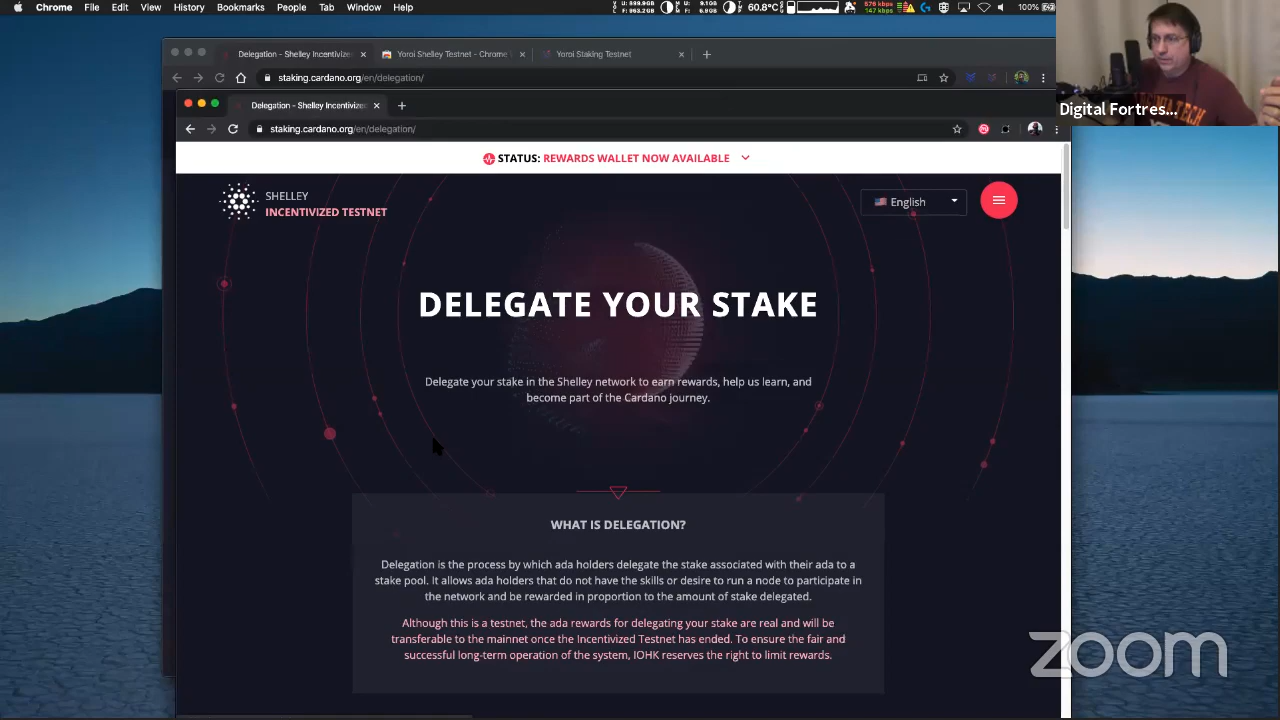 Chrome File Edit View History Bookmarks People Tab Window Help
60.8°C 100%
Delegation - Shelley Incentivize
Yoroi Shelley Testnet - Chrome
Yoroi Staking Testnet
staking.cardano.org/en/delegation/
Delegation - Shelley Incentivize
staking.cardano.org/en/delegation/
Digital Fortres...
STATUS: REWARDS WALLET NOW AVAILABLE
SHELLEY
INCENTIVIZED TESTNET
English
DELEGATE YOUR STAKE
Delegate your stake in the Shelley network to earn rewards, help us learn, and
become part of the Cardano journey.
WHAT IS DELEGATION?
Delegation is the process by which ada holders delegate the stake associated with their ada to a
stake pool. It allows ada holders that do not have the skills or desire to run a node to participate in
the network and be rewarded in proportion to the amount of stake delegated.
Although this is a testnet, the ada rewards for delegating your stake are real and will be
transferable to the mainnet once the Incentivized Testnet has ended. To ensure the fair and
successful long-term operation of the system, IOHK reserves the right to limit rewards.
zoom